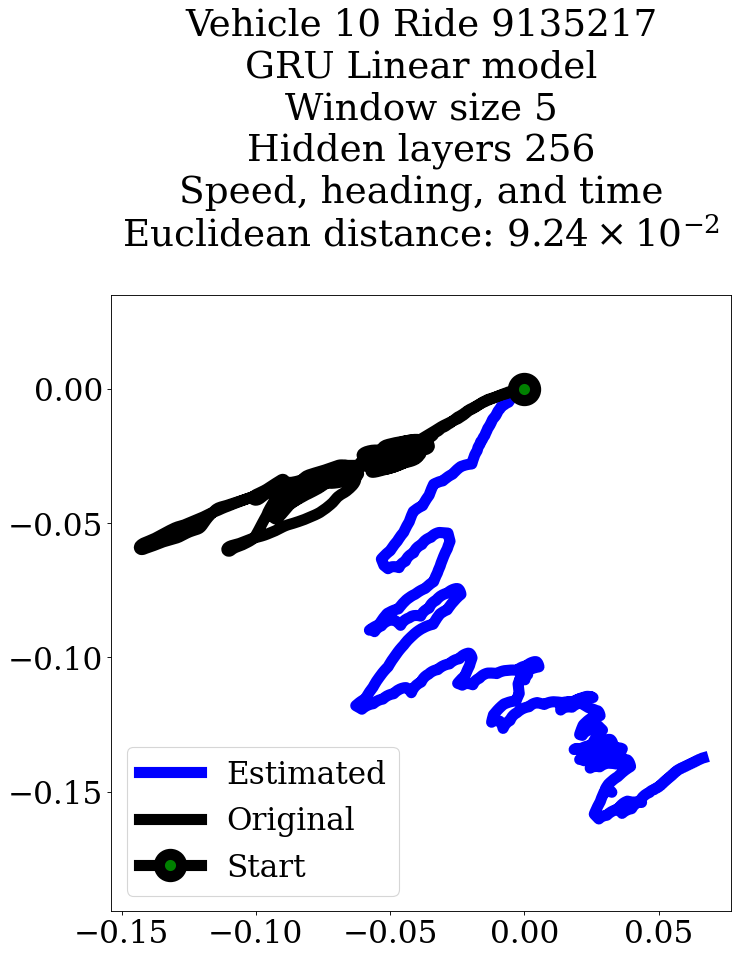 Vehicle 10 Ride 9135217
GRU Linear model
Window size 5
Hidden layers 256
Speed, heading, and time
Euclidean distance: 9.24 × 10⁻²
0.00
−0.05
−0.10
−0.15
Estimated
Original
Start
−0.15 −0.10 −0.05 0.00 0.05